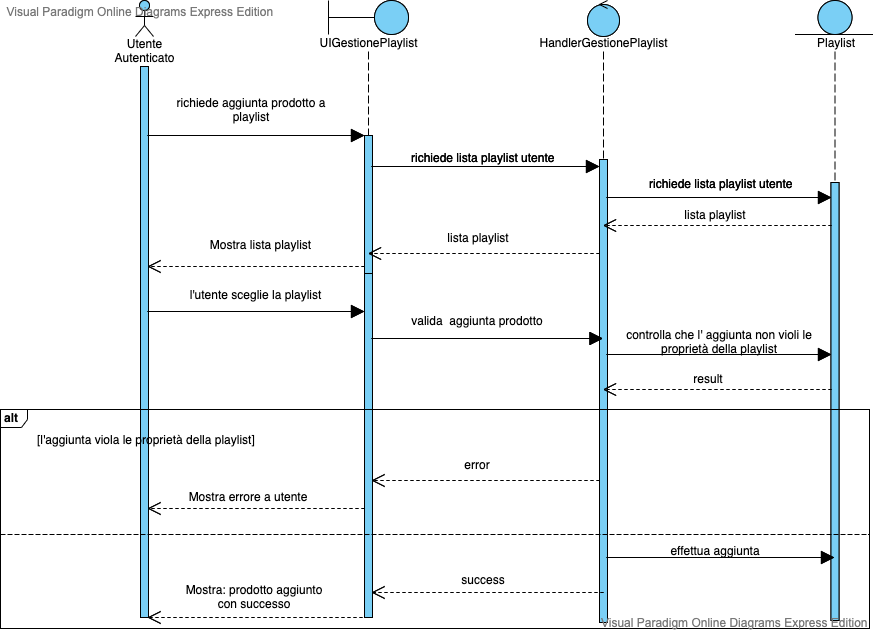 Visual Paradigm Online Diagrams Express Edition
Utente
Autenticato
UIGestionePlaylist
HandlerGestionePlaylist
Playlist
richiede aggiunta prodotto a
playlist
richiede lista playlist utente
richiede lista playlist utente
lista playlist
lista playlist
Mostra lista playlist
l'utente sceglie la playlist
valida aggiunta prodotto
controlla che l' aggiunta non violi le
proprietà della playlist
result
alt
[l'aggiunta viola le proprietà della playlist]
error
Mostra errore a utente
effettua aggiunta
success
Mostra: prodotto aggiunto
con successo
Visual Paradigm Online Diagrams Express Edition